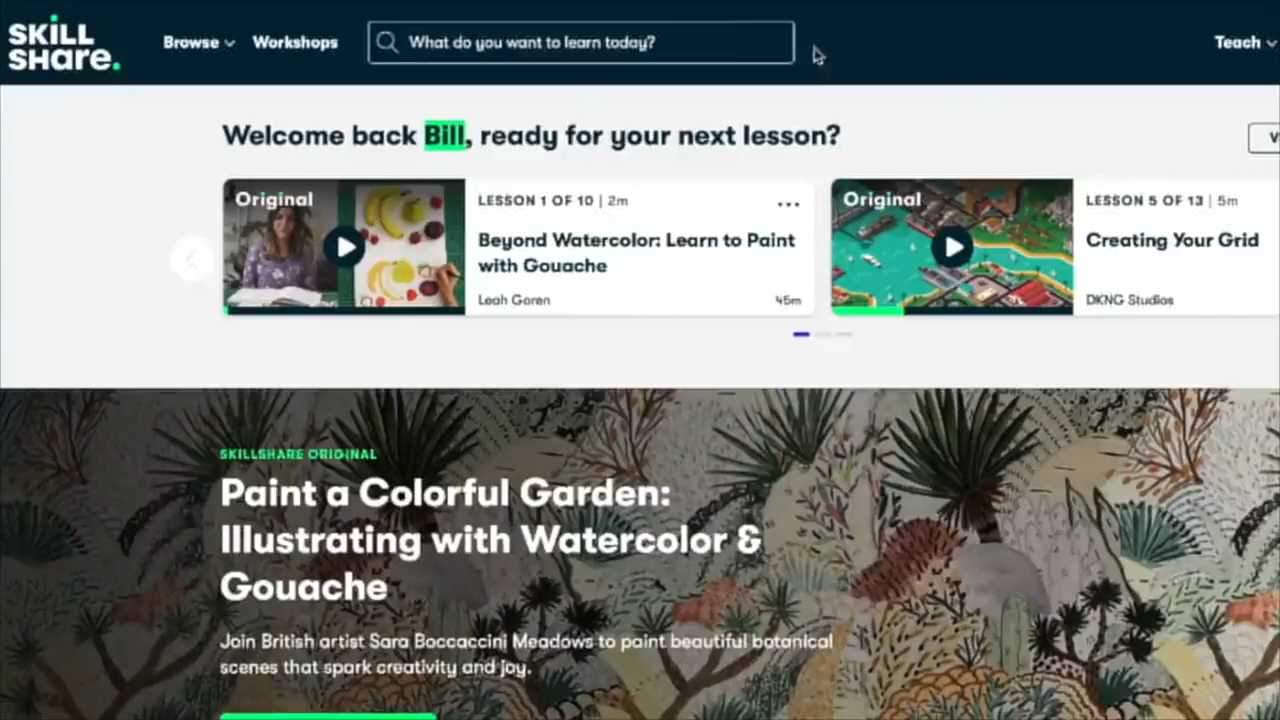 SKiLL
SHare.
Browse
Workshops
What do you want to learn today?
Teach
Welcome back Bill, ready for your next lesson?
Original
LESSON 1 OF 10 | 2m
Beyond Watercolor: Learn to Paint
with Gouache
Leah Goren
45m
Original
LESSON 5 OF 13 | 5m
Creating Your Grid
DKNG Studios
SKILLSHARE ORIGINAL
Paint a Colorful Garden:
Illustrating with Watercolor &
Gouache
Join British artist Sara Boccaccini Meadows to paint beautiful botanical
scenes that spark creativity and joy.